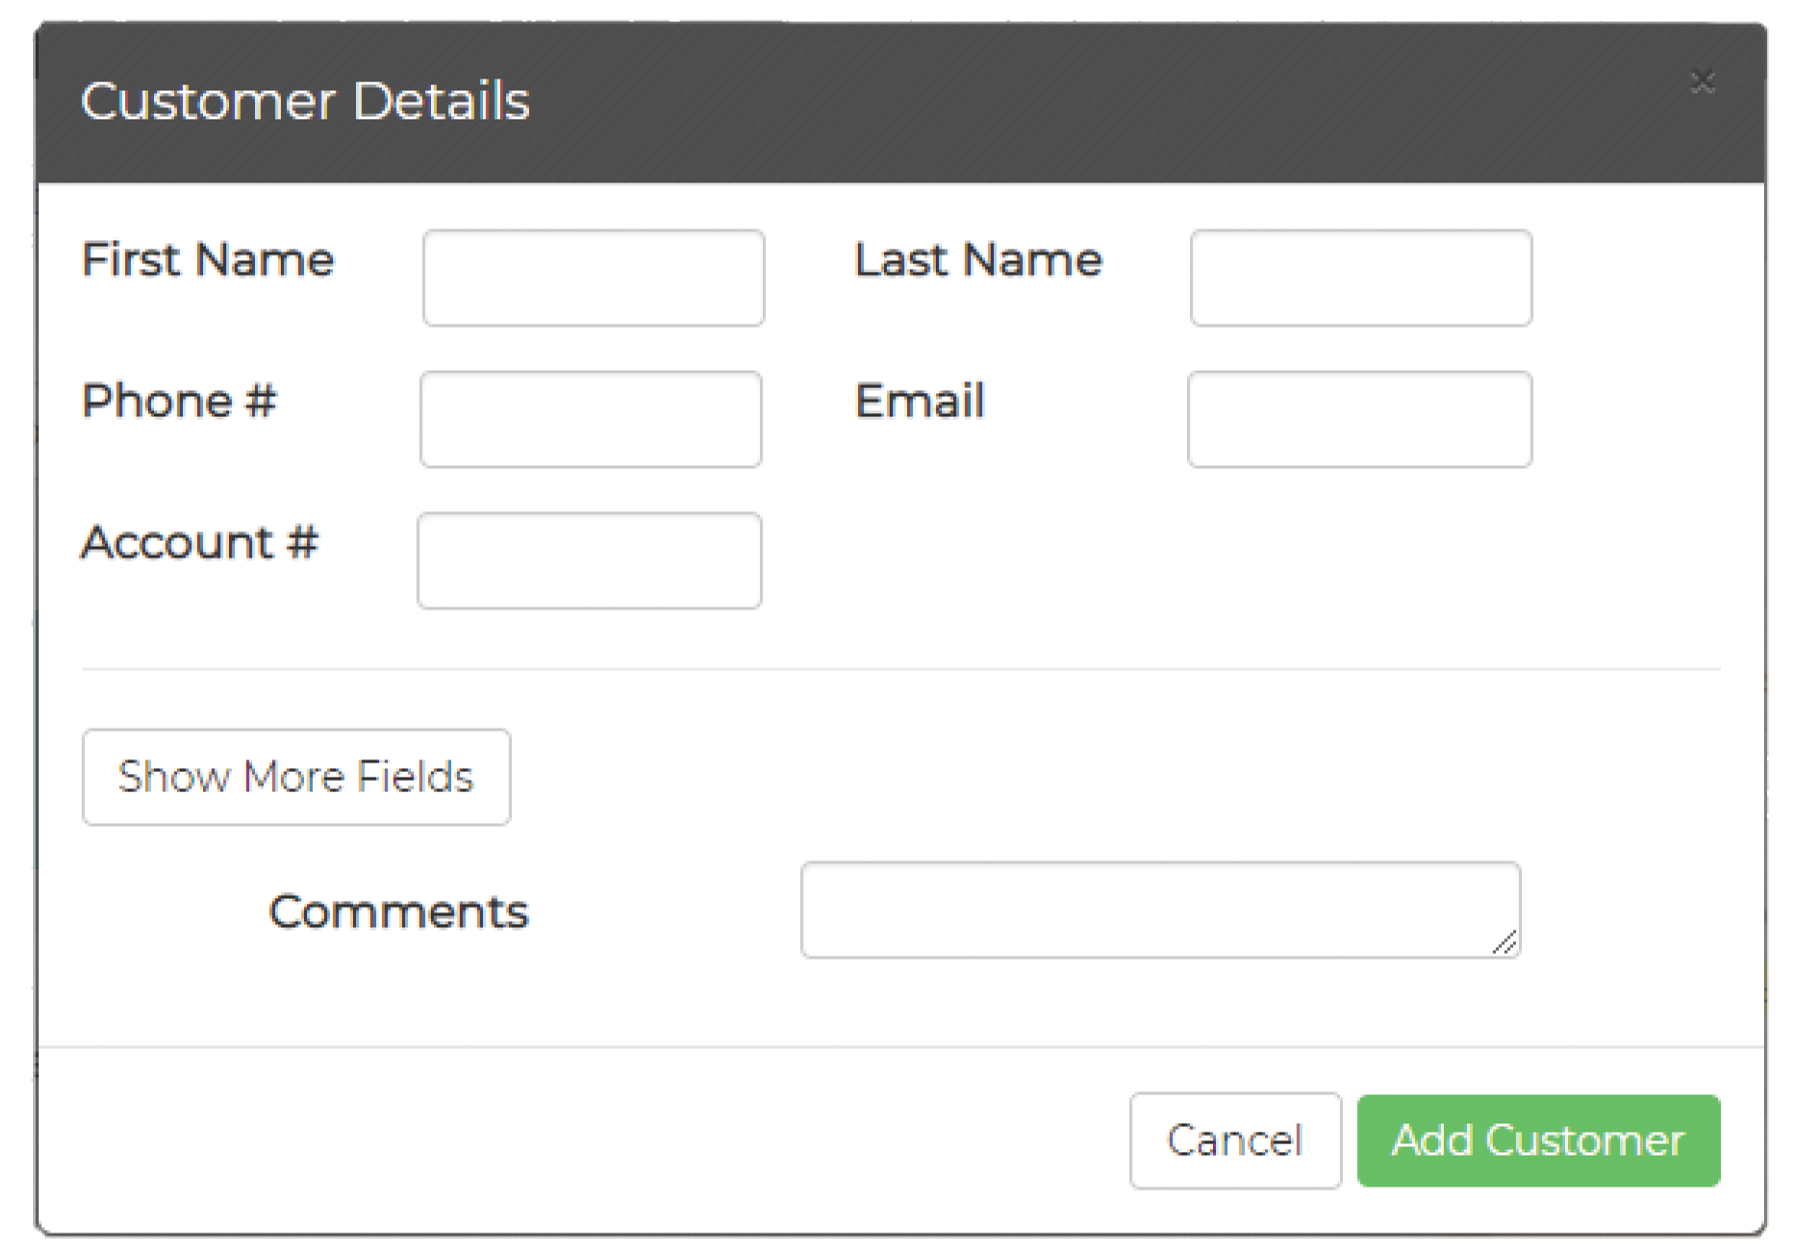 Customer Details
×
First Name
Last Name
Phone #
Email
Account #
Show More Fields
Comments
Cancel
Add Customer